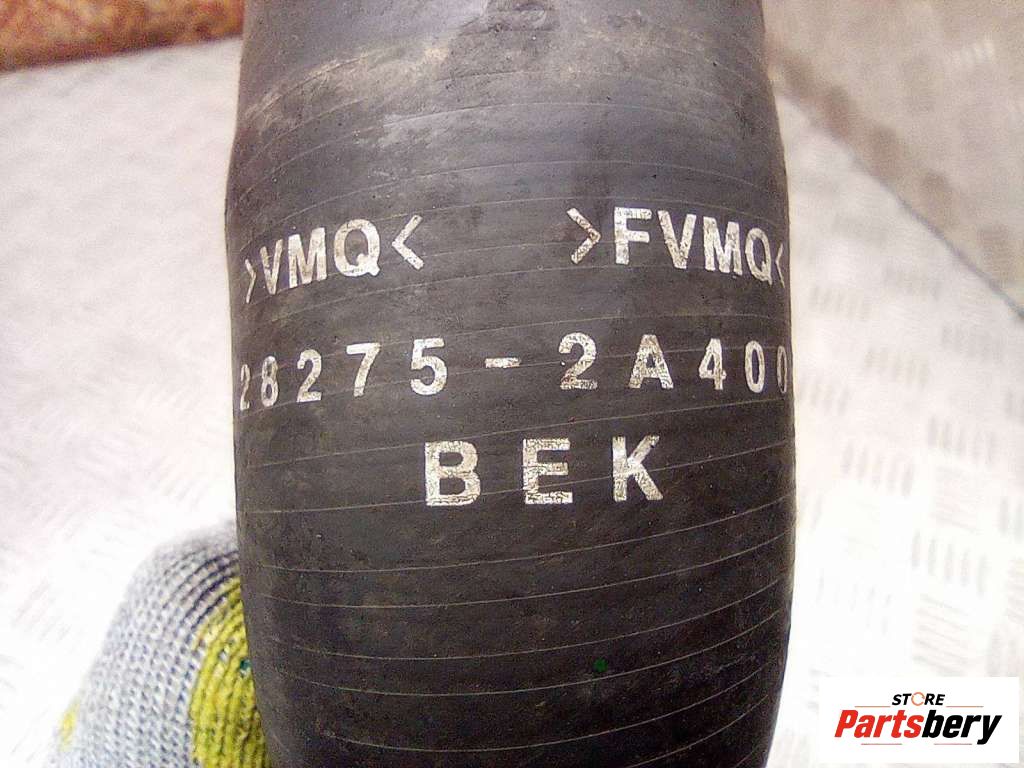 >VMQ< >FVMQ<
28275-2A400
BEK
STORE
Partsbery